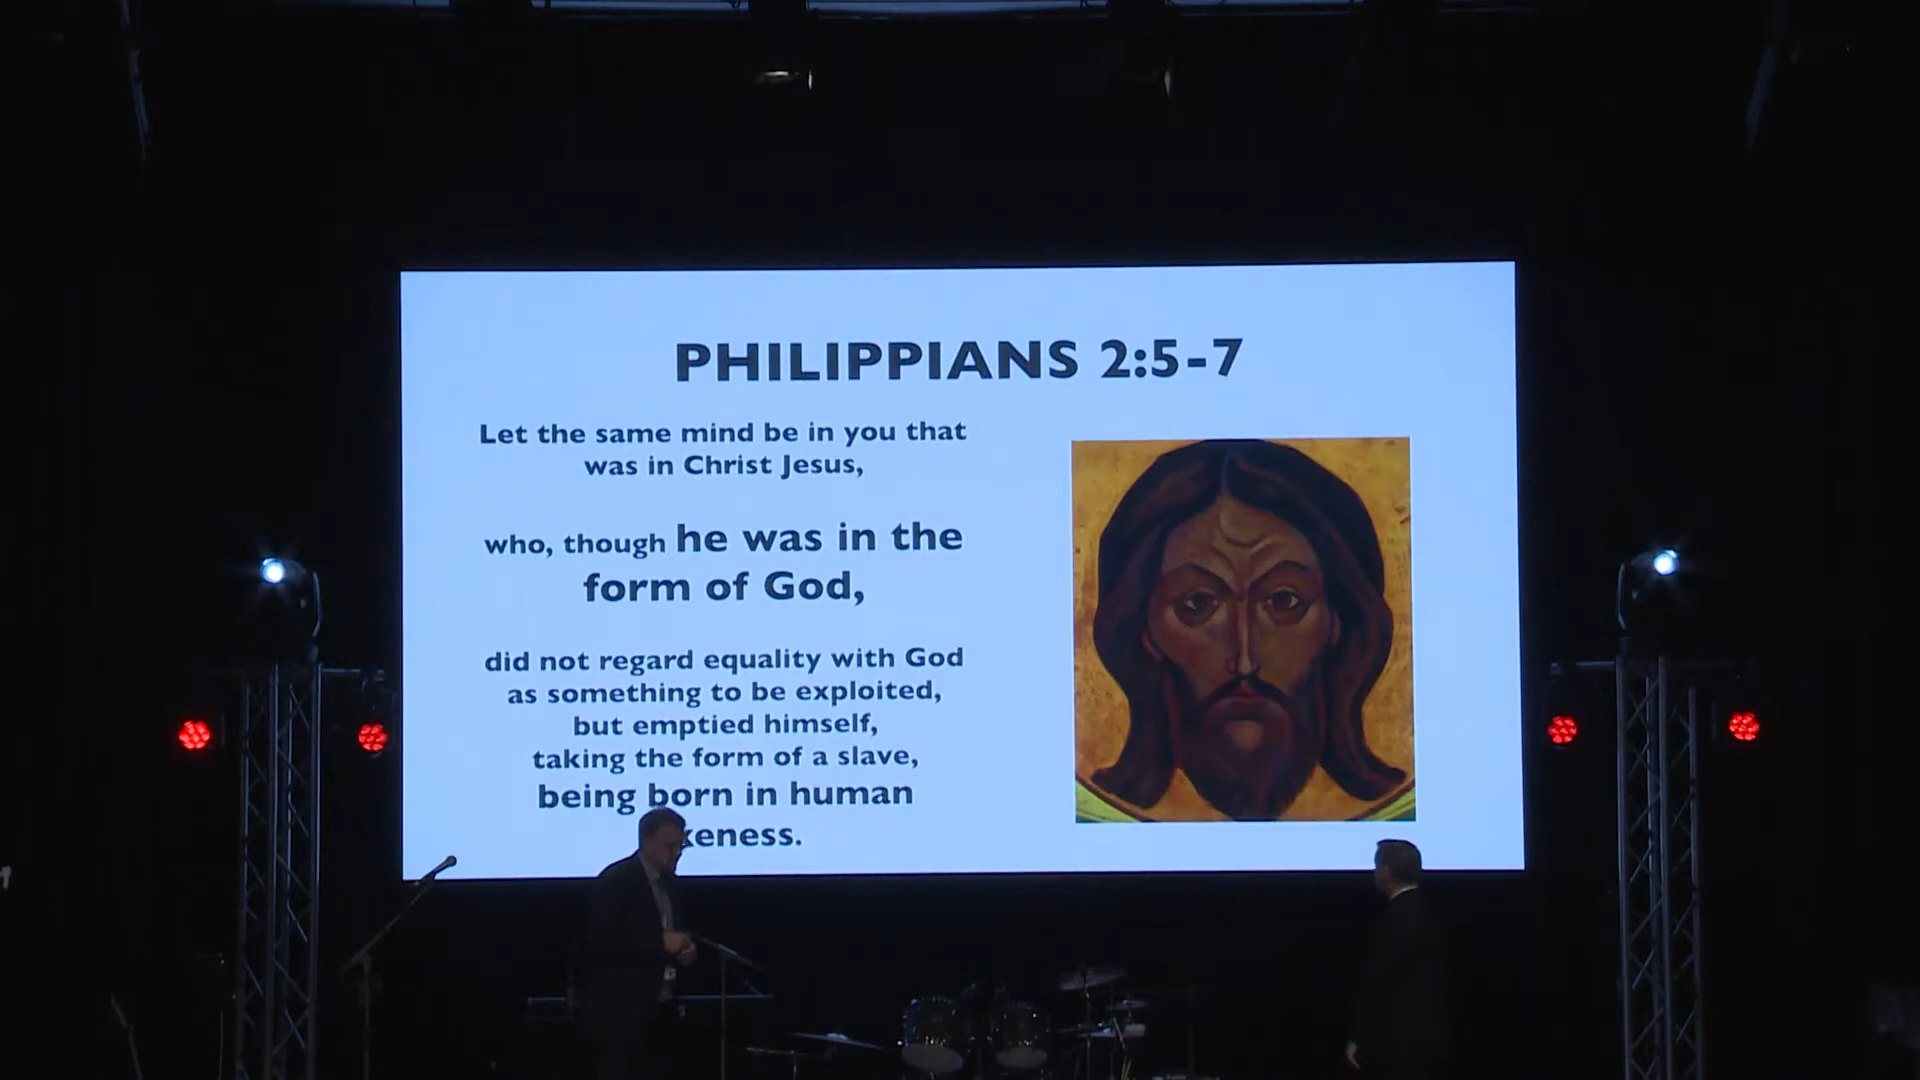 PHILIPPIANS 2:5-7
Let the same mind be in you that
was in Christ Jesus,
who, though he was in the
form of God,
did not regard equality with God
as something to be exploited,
but emptied himself,
taking the form of a slave,
being born in human
keness.